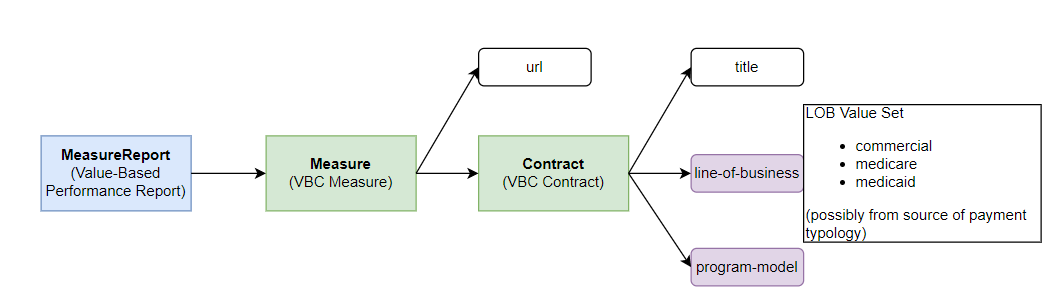 url
title
MeasureReport
(Value-Based
Performance Report)
Measure
(VBC Measure)
Contract
(VBC Contract)
line-of-business
program-model
LOB Value Set
• commercial
• medicare
• medicaid
(possibly from source of payment
typology)